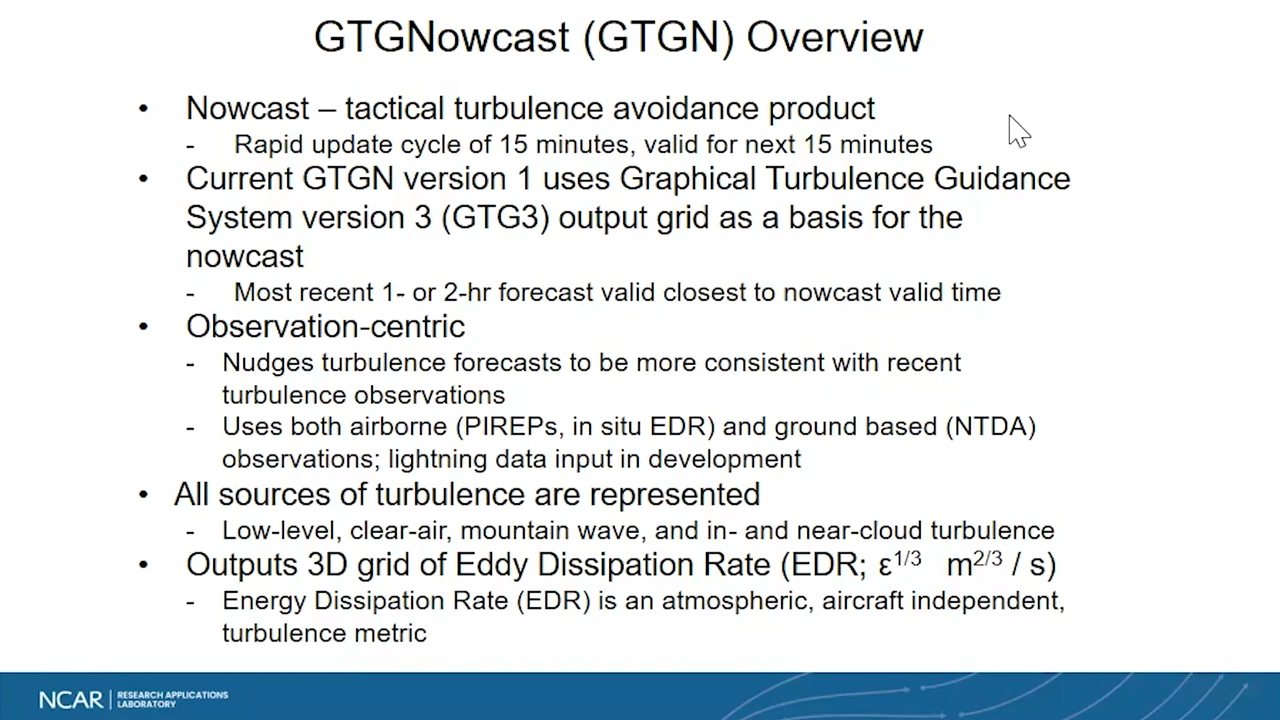 GTGNowcast (GTGN) Overview
• Nowcast – tactical turbulence avoidance product
- Rapid update cycle of 15 minutes, valid for next 15 minutes
• Current GTGN version 1 uses Graphical Turbulence Guidance
System version 3 (GTG3) output grid as a basis for the
nowcast
- Most recent 1- or 2-hr forecast valid closest to nowcast valid time
• Observation-centric
- Nudges turbulence forecasts to be more consistent with recent
turbulence observations
- Uses both airborne (PIREPs, in situ EDR) and ground based (NTDA)
observations; lightning data input in development
• All sources of turbulence are represented
- Low-level, clear-air, mountain wave, and in- and near-cloud turbulence
• Outputs 3D grid of Eddy Dissipation Rate (EDR; ε^1/3 m^2/3 / s)
- Energy Dissipation Rate (EDR) is an atmospheric, aircraft independent,
turbulence metric
NCAR | RESEARCH APPLICATIONS
LABORATORY